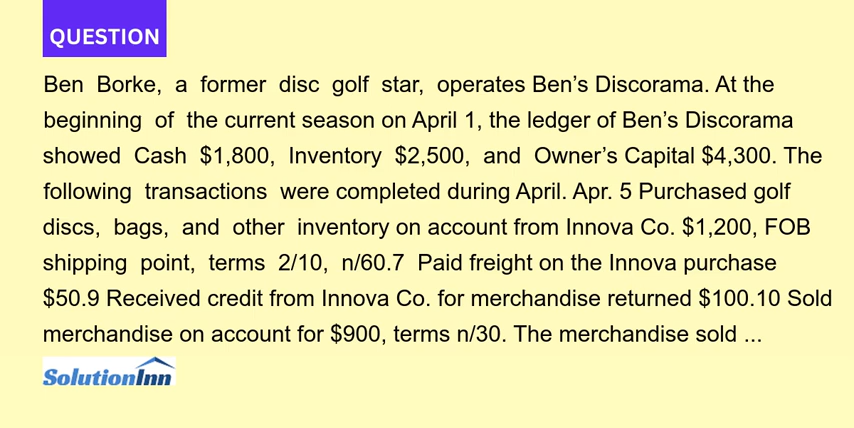 QUESTION
Ben Borke, a former disc golf star, operates Ben’s Discorama. At the
beginning of the current season on April 1, the ledger of Ben’s Discorama
showed Cash $1,800, Inventory $2,500, and Owner’s Capital $4,300. The
following transactions were completed during April. Apr. 5 Purchased golf
discs, bags, and other inventory on account from Innova Co. $1,200, FOB
shipping point, terms 2/10, n/60.7 Paid freight on the Innova purchase
$50.9 Received credit from Innova Co. for merchandise returned $100.10 Sold
merchandise on account for $900, terms n/30. The merchandise sold ...
SolutionInn